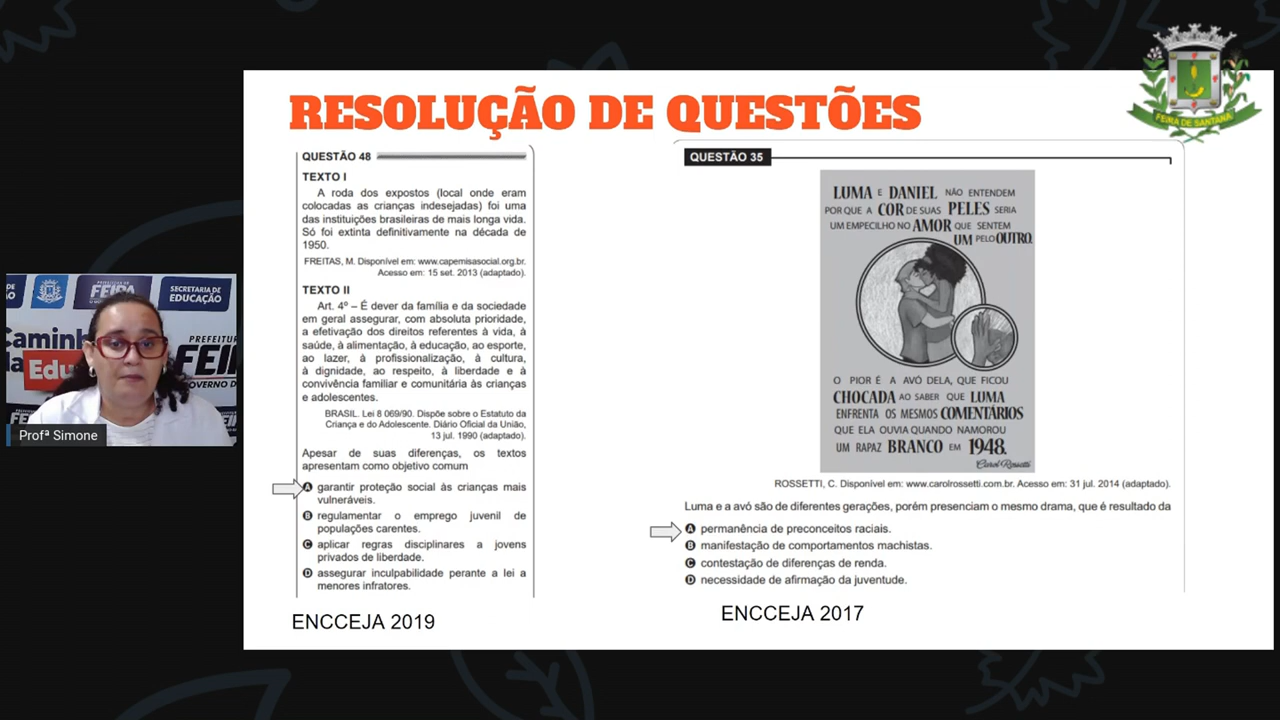 RESOLUÇÃO DE QUESTÕES
FEIRA DE SANTANA
QUESTÃO 48
TEXTO I
A roda dos expostos (local onde eram
colocadas as crianças indesejadas) foi uma
das instituições brasileiras de mais longa vida.
Só foi extinta definitivamente na década de
1950.
FREITAS, M. Disponível em: www.capemisasocial.org.br.
Acesso em: 15 set. 2013 (adaptado).
TEXTO II
Art. 4º – É dever da família e da sociedade
em geral assegurar, com absoluta prioridade,
a efetivação dos direitos referentes à vida, à
saúde, à alimentação, à educação, ao esporte,
ao lazer, à profissionalização, à cultura,
à dignidade, ao respeito, à liberdade e à
convivência familiar e comunitária às crianças
e adolescentes.
BRASIL. Lei 8 069/90. Dispõe sobre o Estatuto da
Criança e do Adolescente. Diário Oficial da União,
13 jul. 1990 (adaptado).
Apesar de suas diferenças, os textos
apresentam como objetivo comum
A garantir proteção social às crianças mais
vulneráveis.
B regulamentar o emprego juvenil de
populações carentes.
C aplicar regras disciplinares a jovens
privados de liberdade.
D assegurar inculpabilidade perante a lei a
menores infratores.
ENCCEJA 2019
QUESTÃO 35
LUMA E DANIEL NÃO ENTENDEM
POR QUE A COR DE SUAS PELES SERIA
UM EMPECILHO NO AMOR QUE SENTEM
UM PELO OUTRO.
O PIOR É A AVÓ DELA, QUE FICOU
CHOCADA AO SABER QUE LUMA
ENFRENTA OS MESMOS COMENTÁRIOS
QUE ELA OUVIA QUANDO NAMOROU
UM RAPAZ BRANCO EM 1948.
Carol Rossetti
ROSSETTI, C. Disponível em: www.carolrossetti.com.br. Acesso em: 31 jul. 2014 (adaptado).
Luma e a avó são de diferentes gerações, porém presenciam o mesmo drama, que é resultado da
A permanência de preconceitos raciais.
B manifestação de comportamentos machistas.
C contestação de diferenças de renda.
D necessidade de afirmação da juventude.
ENCCEJA 2017
FEIRA
SECRETARIA DE
EDUCAÇÃO
PREFEITUR
FEI
OVERNO D
Caminh
da
Edu
Profª Simone